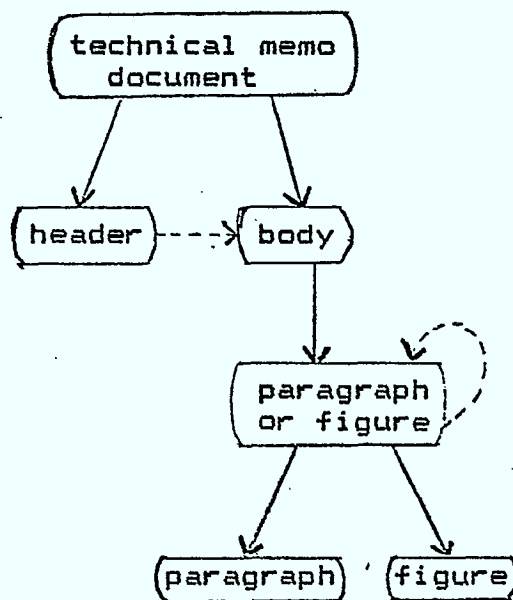 technical memo
document
header
body
paragraph
or figure
paragraph
figure